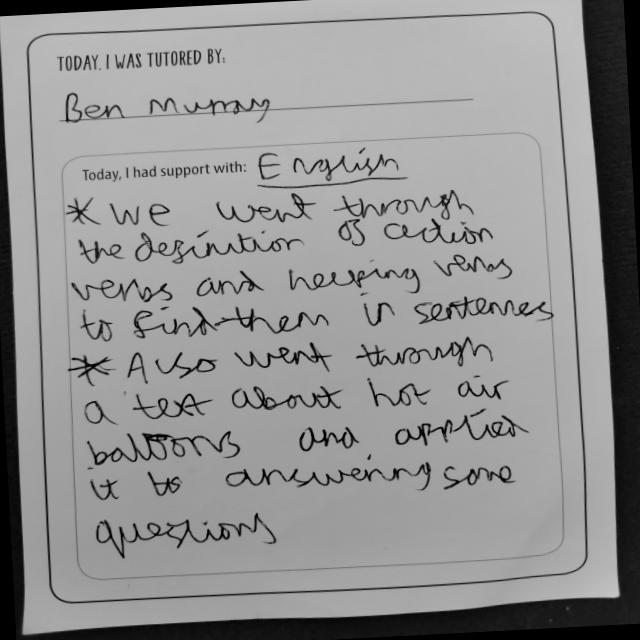 TODAY, I WAS TUTORED BY:
Ben Murray
Today, I had support with: English
* We went through
the definition of action
verbs and helping verbs
to find them in sentences
* Also went through
a text about hot air
balloons and applied
it to answering some
questions